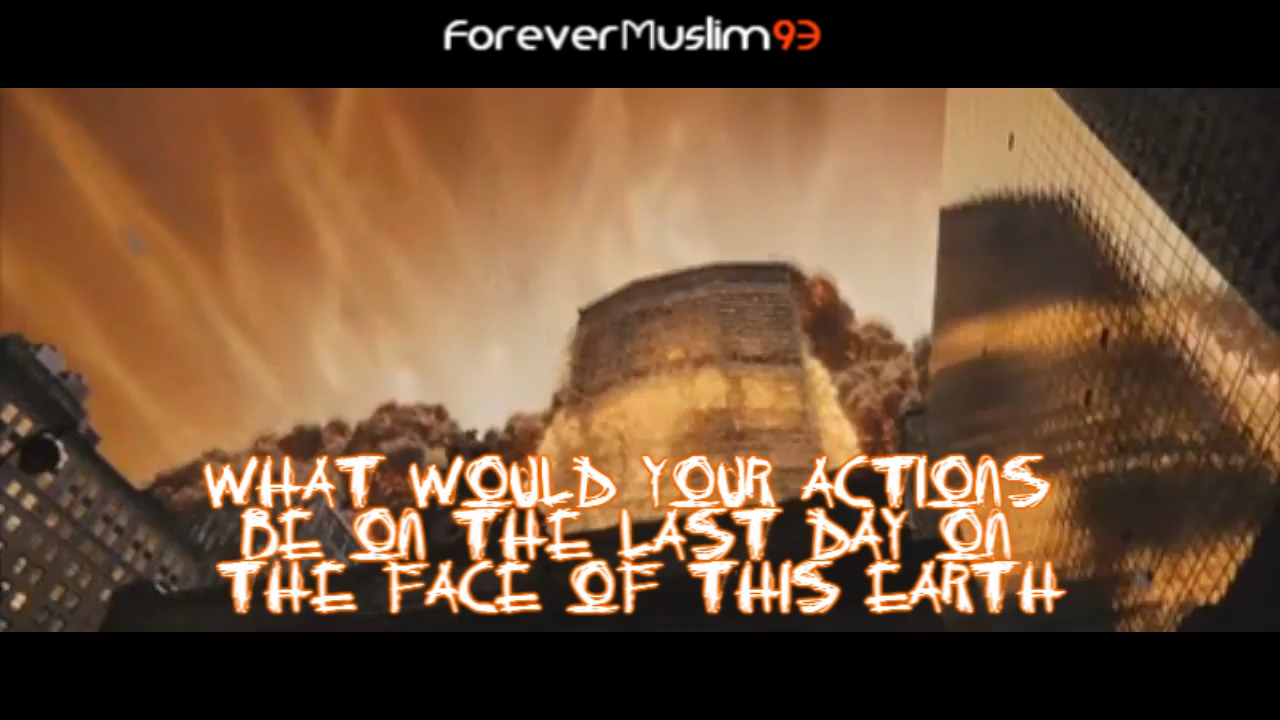 ForeverMuslim93
WHAT WOULD YOUR ACTIONS
BE ON THE LAST DAY ON
THE FACE OF THIS EARTH